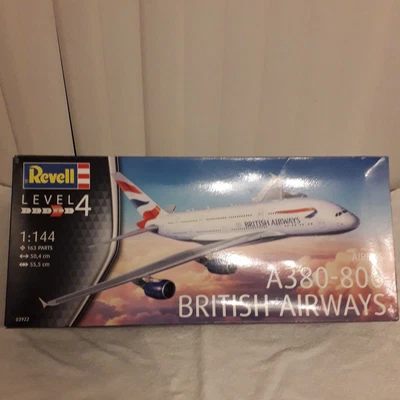 Revell
LEVEL 4
1:144
163 PARTS
50,4 cm
55,5 cm
BRITISH AIRWAYS
A380-800
BRITISH AIRWAYS
03922